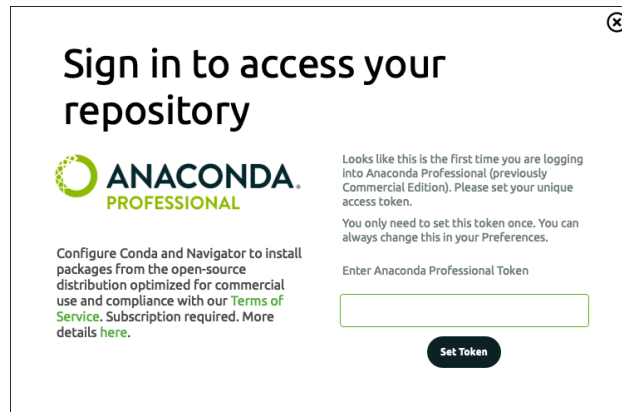 Sign in to access your
repository
ANACONDA.
PROFESSIONAL
Configure Conda and Navigator to install
packages from the open-source
distribution optimized for commercial
use and compliance with our Terms of
Service. Subscription required. More
details here.
Looks like this is the first time you are logging
into Anaconda Professional (previously
Commercial Edition). Please set your unique
access token.
You only need to set this token once. You can
always change this in your Preferences.
Enter Anaconda Professional Token
Set Token